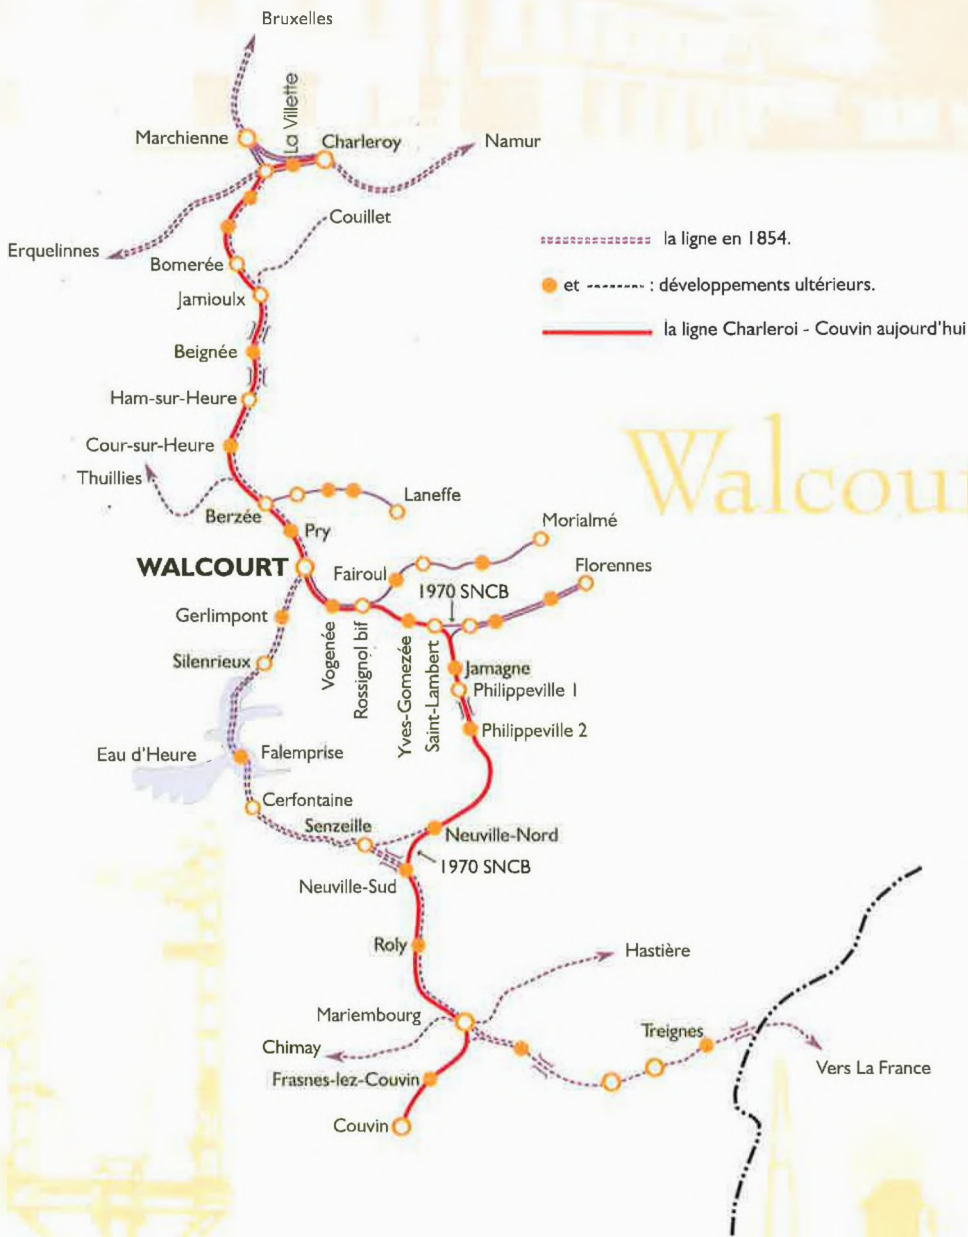 Bruxelles
La Villette
Marchienne
Charleroy
Namur
Couillet
Erquelinnes
la ligne en 1854.
Bomerée
et : développements ultérieurs.
Jamioulx
la ligne Charleroi - Couvin aujourd'hui
Beignée
Ham-sur-Heure
Walcou
Cour-sur-Heure
Thuillies
Laneffe
Berzée
Pry
Morialmé
WALCOURT
Fairoul
Florennes
1970 SNCB
Gerlimpont
Vogenée
Rossignol bif
Yves-Gomezée
Saint-Lambert
Silenrieux
Jamagne
Philippeville 1
Philippeville 2
Eau d'Heure
Falemprise
Cerfontaine
Senzeille
Neuville-Nord
1970 SNCB
Neuville-Sud
Roly
Hastière
Mariembourg
Treignes
Chimay
Vers La France
Frasnes-lez-Couvin
Couvin